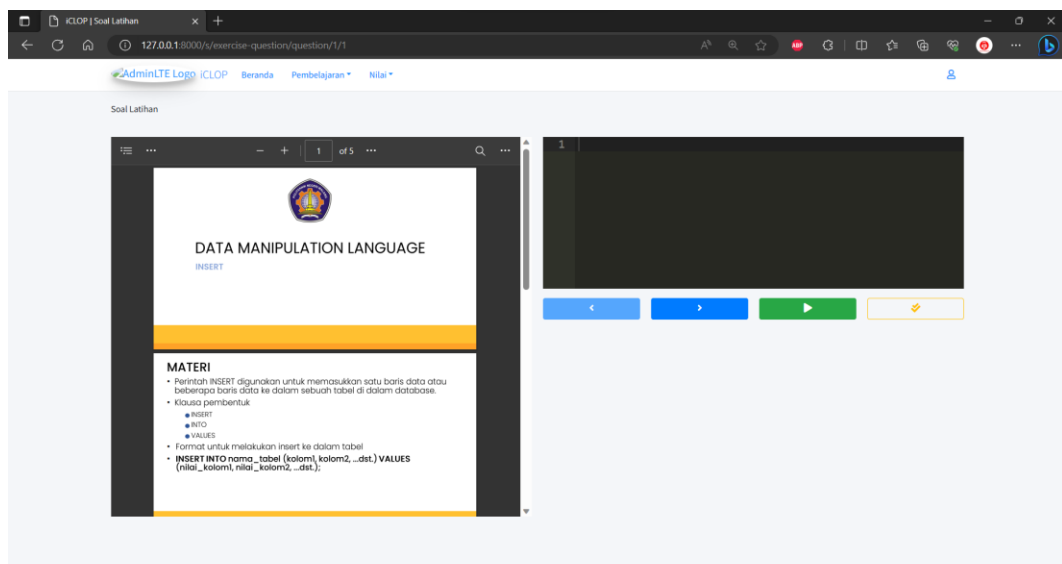 iCLOP | Soal Latihan
127.0.0.1:8000/s/exercise-question/question/1/1
ABP
AdminLTE Logo iCLOP Beranda Pembelajaran Nilai
Soal Latihan
1 of 5
1
DATA MANIPULATION LANGUAGE
INSERT
MATERI
• Perintah INSERT digunakan untuk memasukkan satu baris data atau
beberapa baris data ke dalam sebuah tabel di dalam database.
• Klausa pembentuk
INSERT
INTO
VALUES
• Format untuk melakukan insert ke dalam tabel
• INSERT INTO nama_tabel (kolom1, kolom2, ...dst.) VALUES
(nilai_kolom1, nilai_kolom2, ...dst.);